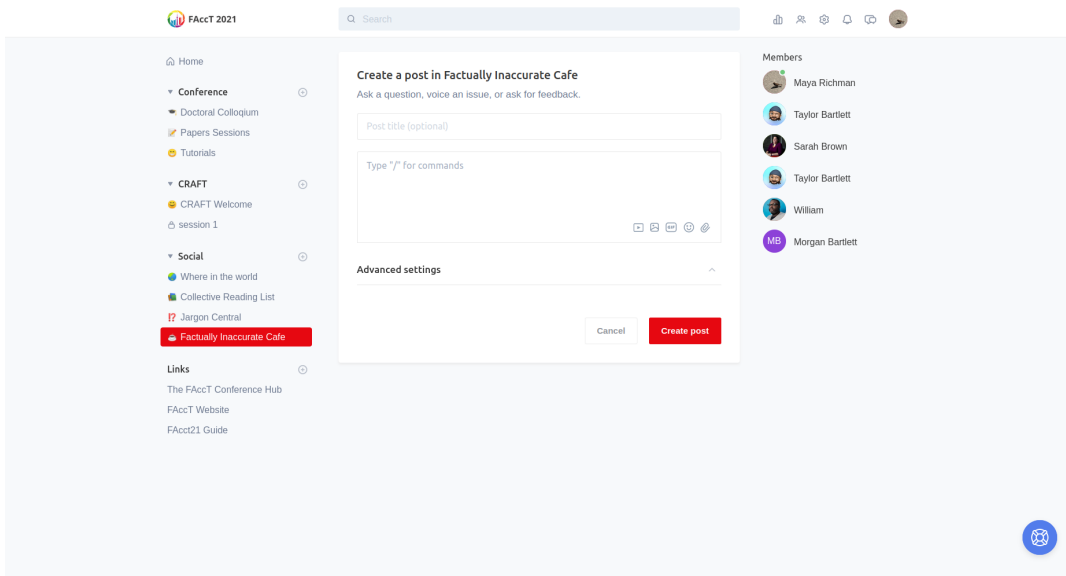 FAccT 2021
Search
Home
Conference
Doctoral Colloqium
Papers Sessions
Tutorials
CRAFT
CRAFT Welcome
session 1
Social
Where in the world
Collective Reading List
Jargon Central
Factually Inaccurate Cafe
Links
The FAccT Conference Hub
FAccT Website
FAcct21 Guide
Create a post in Factually Inaccurate Cafe
Ask a question, voice an issue, or ask for feedback.
Post title (optional)
Type "/" for commands
GIF
Advanced settings
Cancel
Create post
Members
Maya Richman
Taylor Bartlett
Sarah Brown
Taylor Bartlett
William
MB
Morgan Bartlett